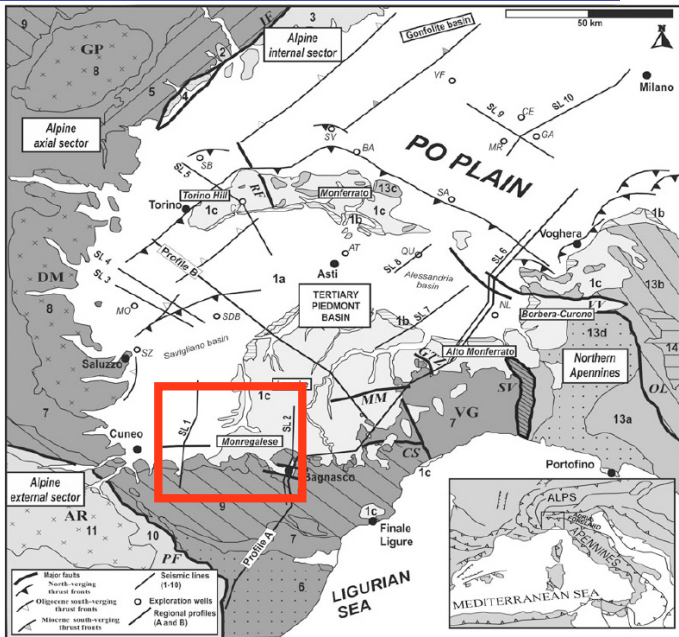 50 km
N
9
GP
8
5
4
2
3
IF
Alpine
internal sector
Gonfolite basin
VF
Milano
SL 9
SL 10
CE
GA
MR
Alpine
axial sector
PO PLAIN
SL 5
SB
SV
BA
SA
Torino
Torino Hill
RF
Monferrato
13c
1c
1c
1b
1b
Voghera
SL 4
SL 3
Profile B
1a
AT
Asti
QU
SL 8
SL 6
Alessandria
basin
DM
8
MO
SDB
SZ
Savigliano basin
Saluzzo
TERTIARY
PIEDMONT
BASIN
1b
SL 7
NL
1c
13b
VV
Borbera-Curono
13d
Alto Monferrato
Northern
Apennines
14
OL
13a
7
SL 1
1c
SL 2
MM
VG
7
SV
CS
1c
Cuneo
Monregalese
Bagnasco
Portofino
Alpine
external sector
AR
11
10
PF
9
7
6
1c
Finale
Ligure
Profile A
LIGURIAN
SEA
Major faults
North-verging
thrust fronts
Oligocene south-verging
thrust fronts
Miocene south-verging
thrust fronts
Seismic lines
(1-10)
Exploration wells
Regional profiles
(A and B)
ALPS
APENNINES
MEDITERRANEAN SEA